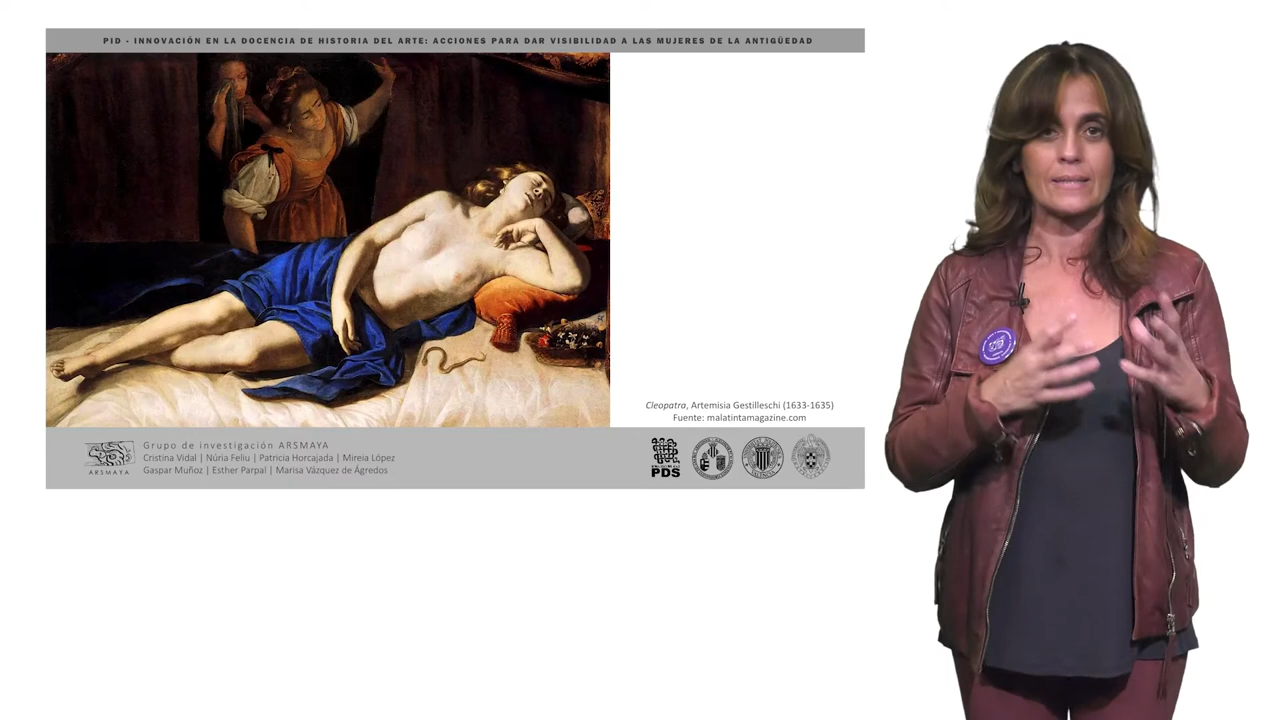 PID - INNOVACIÓN EN LA DOCENCIA DE HISTORIA DEL ARTE: ACCIONES PARA DAR VISIBILIDAD A LAS MUJERES DE LA ANTIGÜEDAD
Cleopatra, Artemisia Gestilleschi (1633-1635)
Fuente: malatintamagazine.com
Grupo de investigación ARSMAYA
Cristina Vidal | Núria Feliu | Patricia Horcajada | Mireia López
Gaspar Muñoz | Esther Parpal | Marisa Vázquez de Ágredos
ARSMAYA
PDS